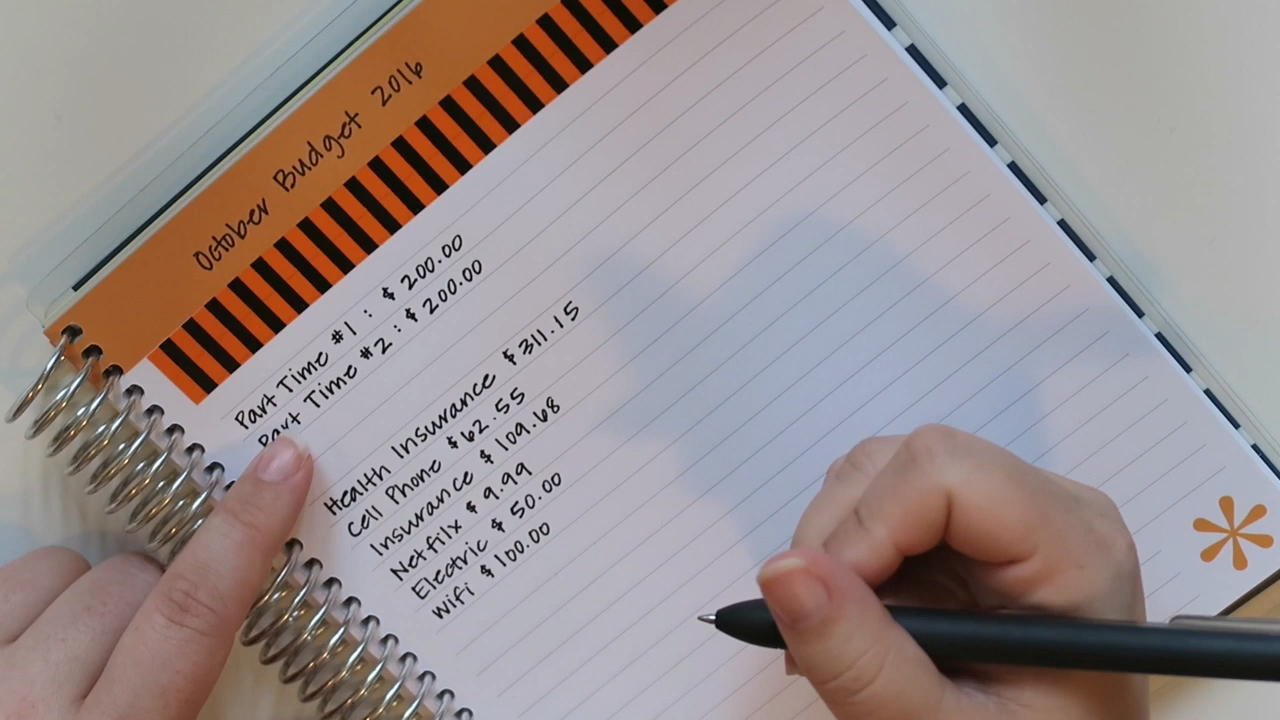 October Budget 2016
Part Time #1 : $ 200.00
Part Time #2 : $ 200.00
Health Insurance $311.15
Cell Phone $62.55
Insurance $ 109.68
Netfilx $ 9.99
Electric $ 50.00
Wifi $ 100.00